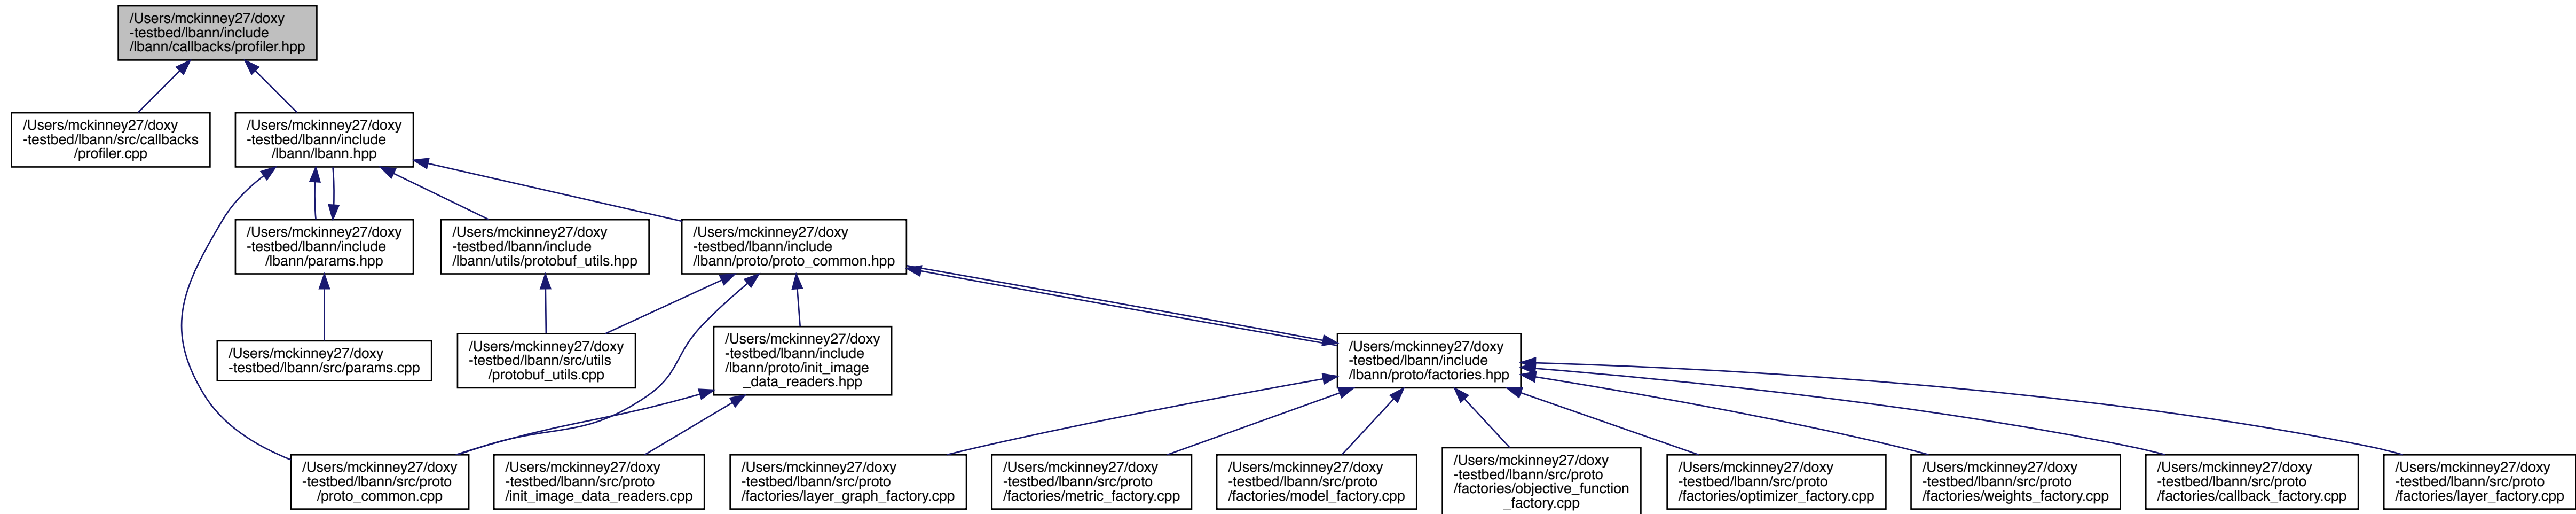 /Users/mckinney27/doxy
-testbed/lbann/include
/lbann/callbacks/profiler.hpp
/Users/mckinney27/doxy
-testbed/lbann/src/callbacks
/profiler.cpp
/Users/mckinney27/doxy
-testbed/lbann/include
/lbann/lbann.hpp
/Users/mckinney27/doxy
-testbed/lbann/include
/lbann/params.hpp
/Users/mckinney27/doxy
-testbed/lbann/include
/lbann/utils/protobuf_utils.hpp
/Users/mckinney27/doxy
-testbed/lbann/include
/lbann/proto/proto_common.hpp
/Users/mckinney27/doxy
-testbed/lbann/src/params.cpp
/Users/mckinney27/doxy
-testbed/lbann/src/utils
/protobuf_utils.cpp
/Users/mckinney27/doxy
-testbed/lbann/include
/lbann/proto/init_image
_data_readers.hpp
/Users/mckinney27/doxy
-testbed/lbann/include
/lbann/proto/factories.hpp
/Users/mckinney27/doxy
-testbed/lbann/src/proto
/proto_common.cpp
/Users/mckinney27/doxy
-testbed/lbann/src/proto
/init_image_data_readers.cpp
/Users/mckinney27/doxy
-testbed/lbann/src/proto
/factories/layer_graph_factory.cpp
/Users/mckinney27/doxy
-testbed/lbann/src/proto
/factories/metric_factory.cpp
/Users/mckinney27/doxy
-testbed/lbann/src/proto
/factories/model_factory.cpp
/Users/mckinney27/doxy
-testbed/lbann/src/proto
/factories/objective_function
_factory.cpp
/Users/mckinney27/doxy
-testbed/lbann/src/proto
/factories/optimizer_factory.cpp
/Users/mckinney27/doxy
-testbed/lbann/src/proto
/factories/weights_factory.cpp
/Users/mckinney27/doxy
-testbed/lbann/src/proto
/factories/callback_factory.cpp
/Users/mckinney27/doxy
-testbed/lbann/src/proto
/factories/layer_factory.cpp